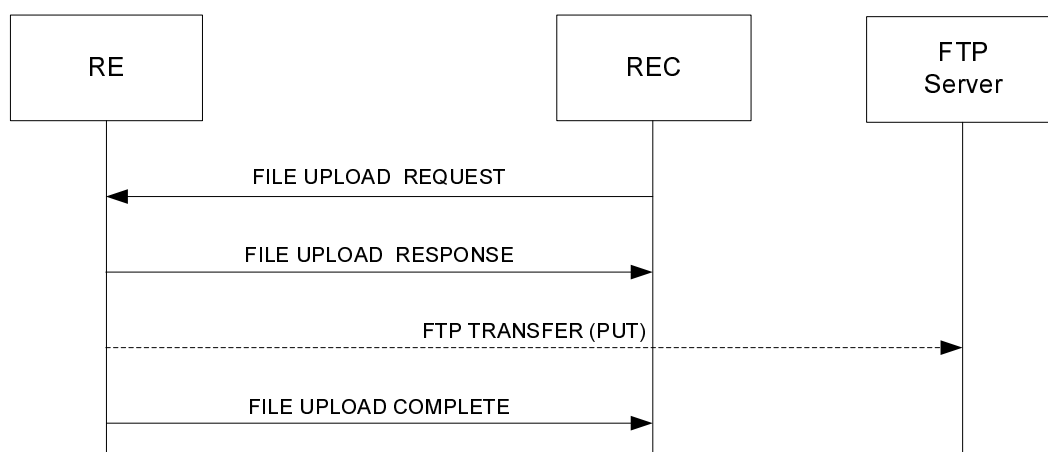 RE
REC
FTP
Server
FILE UPLOAD REQUEST
FILE UPLOAD RESPONSE
FTP TRANSFER (PUT)
FILE UPLOAD COMPLETE